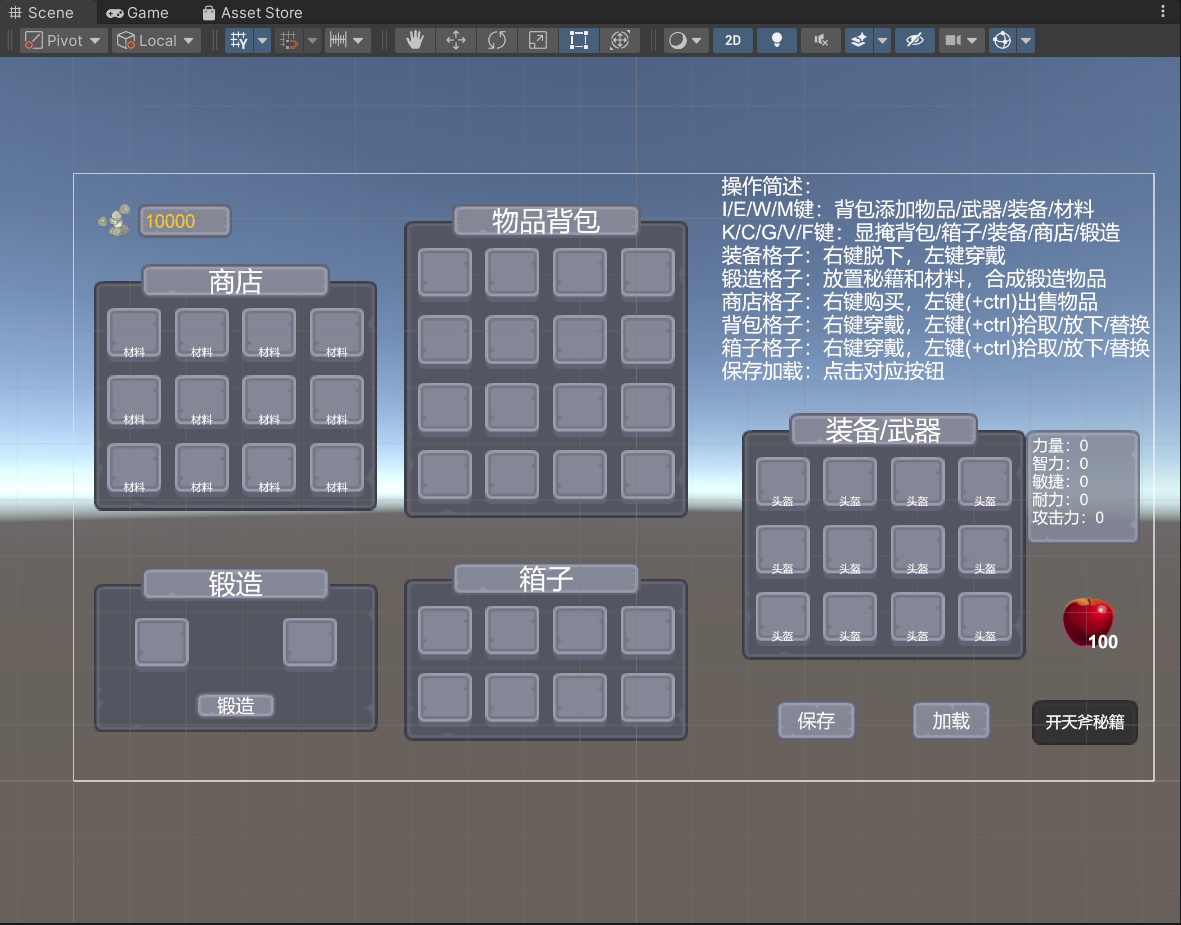 Scene Game Asset Store
Pivot Local 2D
操作简述：
I/E/W/M键：背包添加物品/武器/装备/材料
K/C/G/V/F键：显掩背包/箱子/装备/商店/锻造
装备格子：右键脱下，左键穿戴
锻造格子：放置秘籍和材料，合成锻造物品
商店格子：右键购买，左键(+ctrl)出售物品
背包格子：右键穿戴，左键(+ctrl)拾取/放下/替换
箱子格子：右键穿戴，左键(+ctrl)拾取/放下/替换
保存加载：点击对应按钮
10000
商店
材料 材料 材料 材料
材料 材料 材料 材料
材料 材料 材料 材料
物品背包
装备/武器
头盔 头盔 头盔 头盔
头盔 头盔 头盔 头盔
头盔 头盔 头盔 头盔
力量：0
智力：0
敏捷：0
耐力：0
攻击力：0
锻造
锻造
箱子
100
保存
加载
开天斧秘籍